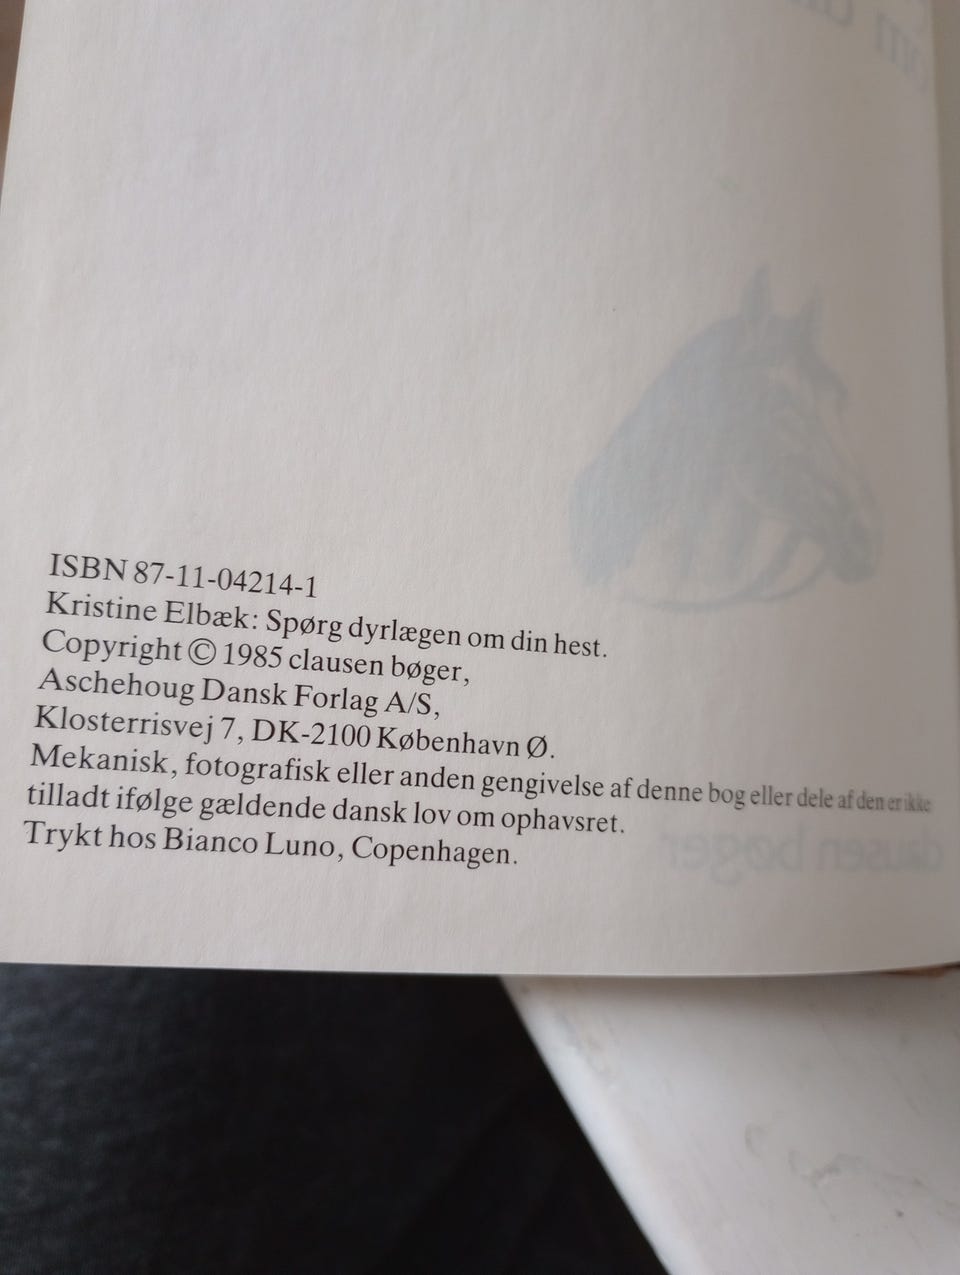 ISBN 87-11-04214-1
Kristine Elbæk: Spørg dyrlægen om din hest.
Copyright © 1985 clausen bøger,
Aschehoug Dansk Forlag A/S,
Klosterrisvej 7, DK-2100 København Ø.
Mekanisk, fotografisk eller anden gengivelse af denne bog eller dele af den er ikke
tilladt ifølge gældende dansk lov om ophavsret.
Trykt hos Bianco Luno, Copenhagen.